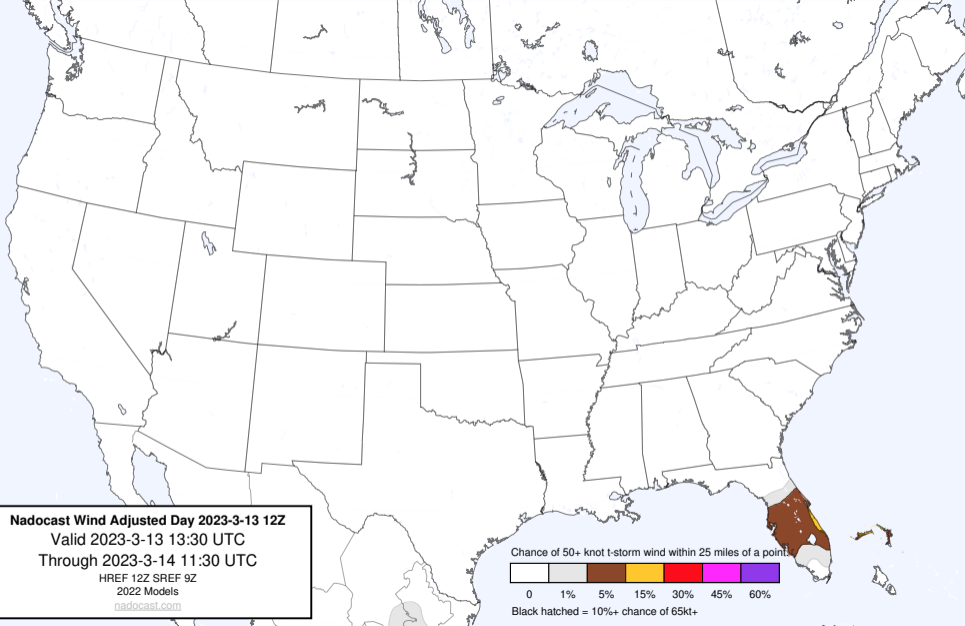 Nadocast Wind Adjusted Day 2023-3-13 12Z
Valid 2023-3-13 13:30 UTC
Through 2023-3-14 11:30 UTC
HREF 12Z SREF 9Z
2022 Models
nadocast.com
Chance of 50+ knot t-storm wind within 25 miles of a point.
0 1% 5% 15% 30% 45% 60%
Black hatched = 10%+ chance of 65kt+